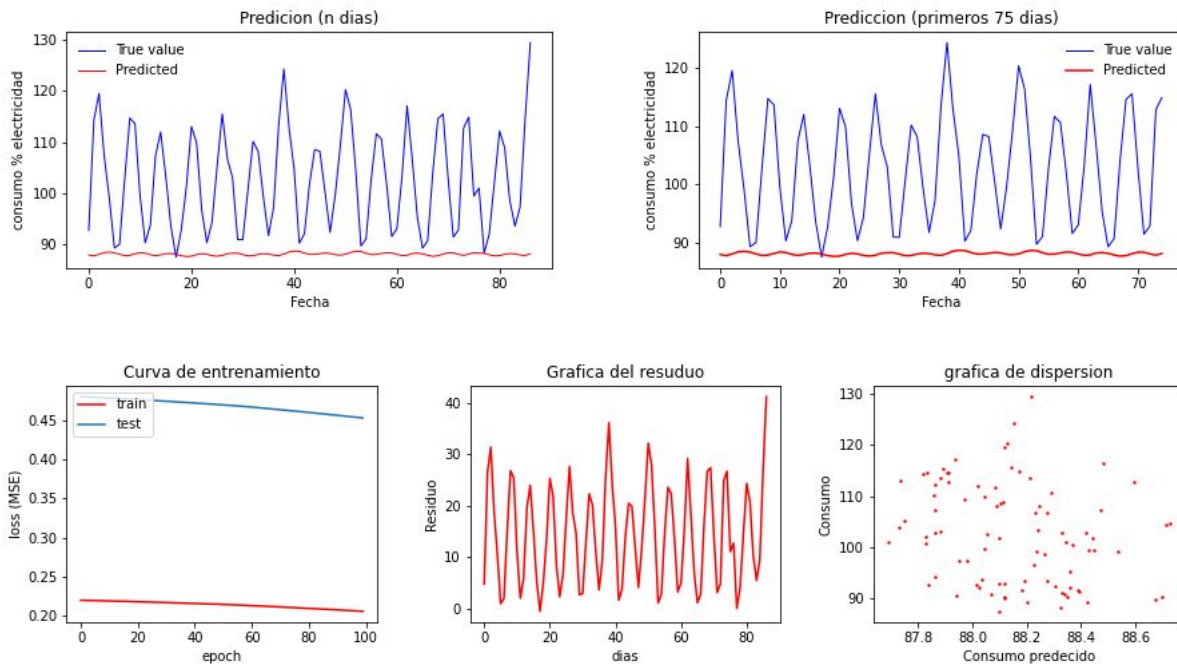 Predicion (n dias)
consumo % electricidad
130
120
110
100
90
True value
Predicted
0
20
40
60
80
Fecha
Prediccion (primeros 75 dias)
consumo % electricidad
120
110
100
90
True value
Predicted
0
10
20
30
40
50
60
70
Fecha
Curva de entrenamiento
loss (MSE)
0.45
0.40
0.35
0.30
0.25
0.20
train
test
0
20
40
60
80
100
epoch
Grafica del resuduo
Residuo
40
30
20
10
0
0
20
40
60
80
dias
grafica de dispersion
Consumo
130
120
110
100
90
87.8
88.0
88.2
88.4
88.6
Consumo predecido